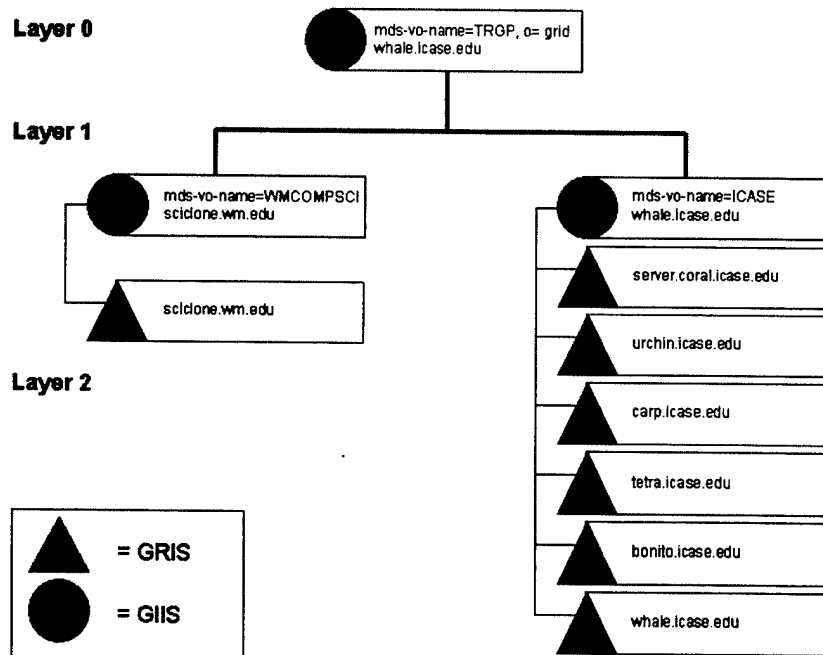 Layer 0
mds-vo-name=TRGP, o= grid
whale.icase.edu
Layer 1
mds-vo-name=WMCOMPSCI
sciclone.wm.edu
sciclone.wm.edu
mds-vo-name=ICASE
whale.icase.edu
server.coral.icase.edu
urchin.icase.edu
carp.icase.edu
tetra.icase.edu
bonito.icase.edu
whale.icase.edu
Layer 2
= GRIS
= GIIS